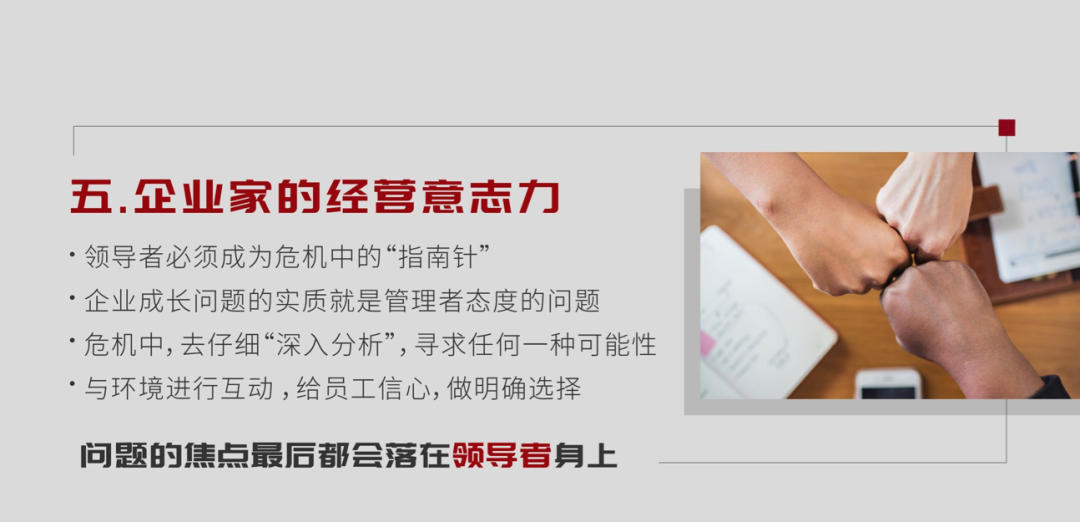 五.企业家的经营意志力
· 领导者必须成为危机中的“指南针”
· 企业成长问题的实质就是管理者态度的问题
· 危机中，去仔细“深入分析”，寻求任何一种可能性
· 与环境进行互动，给员工信心，做明确选择
问题的焦点最后都会落在领导者身上